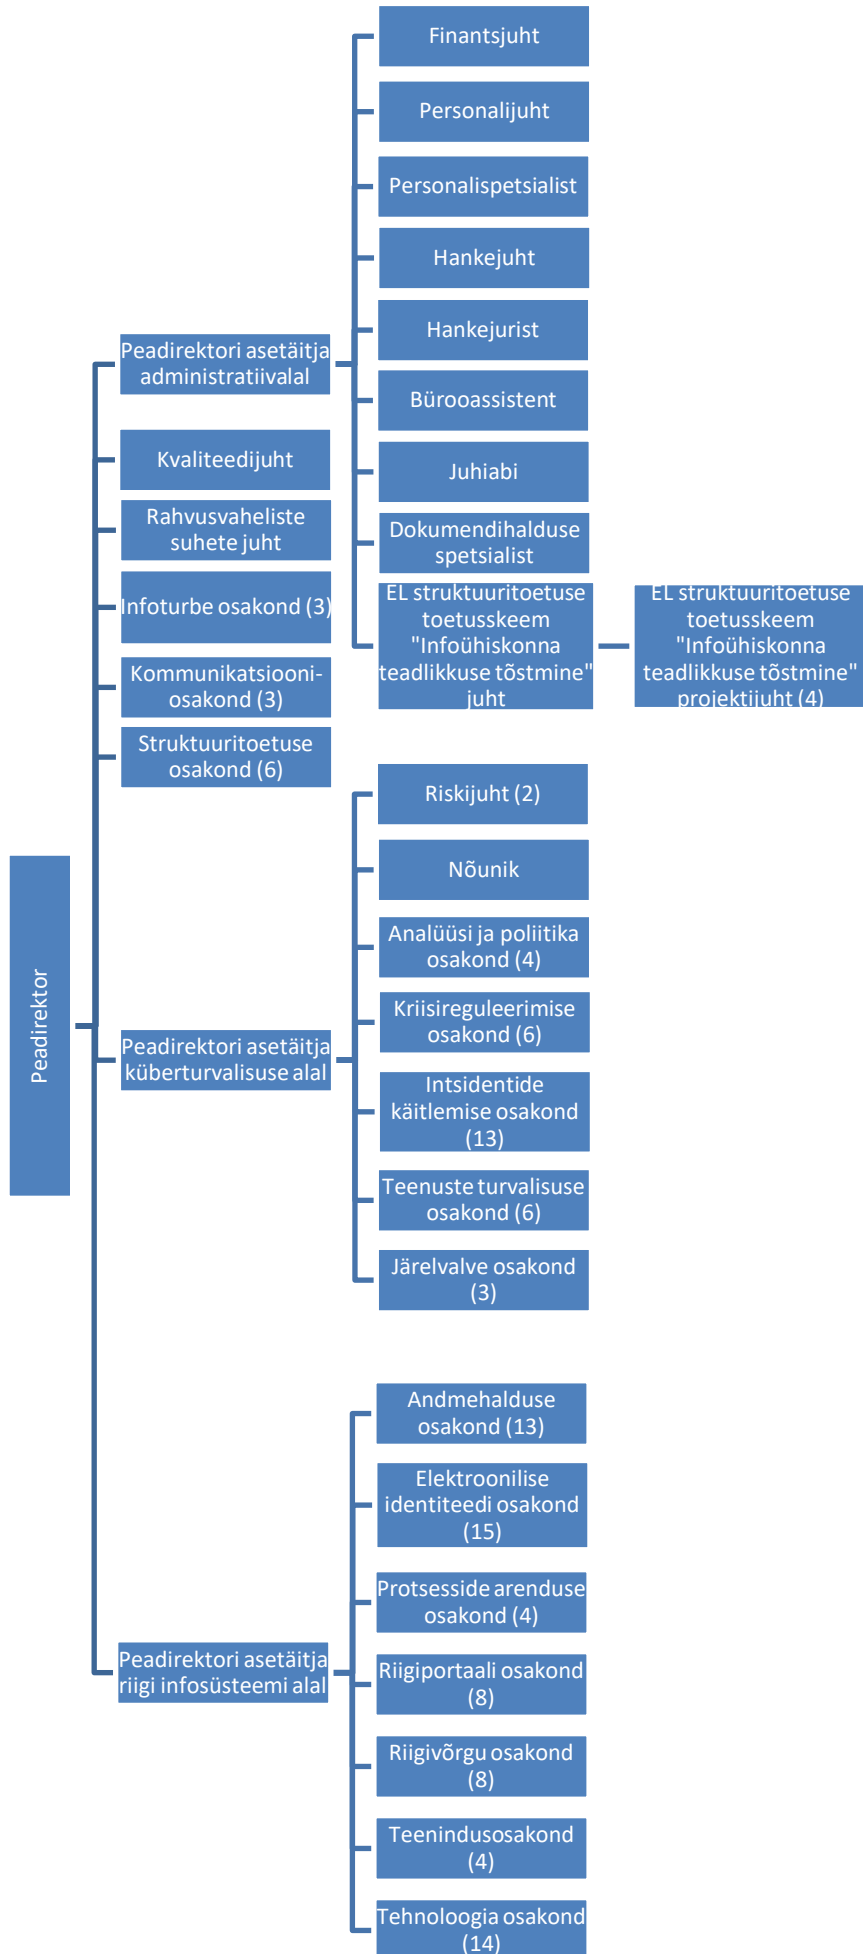 Finantsjuht
Personalijuht
Personalispetsialist
Hankejuht
Hankejurist
Bürooassistent
Juhiabi
Dokumendihalduse
spetsialist
EL struktuuritoetuse
toetusskeem
"Infoühiskonna
teadlikkuse tõstmine"
juht
EL struktuuritoetuse
toetusskeem
"Infoühiskonna
teadlikkuse tõstmine"
projektijuht (4)
Peadirektori asetäitja
administratiivalal
Kvaliteedijuht
Rahvusvaheliste
suhete juht
Infoturbe osakond (3)
Kommunikatsiooni-
osakond (3)
Struktuuritoetuse
osakond (6)
Peadirektor
Peadirektori asetäitja
küberturvalisuse alal
Riskijuht (2)
Nõunik
Analüüsi ja poliitika
osakond (4)
Kriisireguleerimise
osakond (6)
Intsidentide
käitlemise osakond
(13)
Teenuste turvalisuse
osakond (6)
Järelvalve osakond
(3)
Peadirektori asetäitja
riigi infosüsteemi alal
Andmehalduse
osakond (13)
Elektroonilise
identiteedi osakond
(15)
Protsesside arenduse
osakond (4)
Riigiportaali osakond
(8)
Riigivõrgu osakond
(8)
Teenindusosakond
(4)
Tehnoloogia osakond
(14)